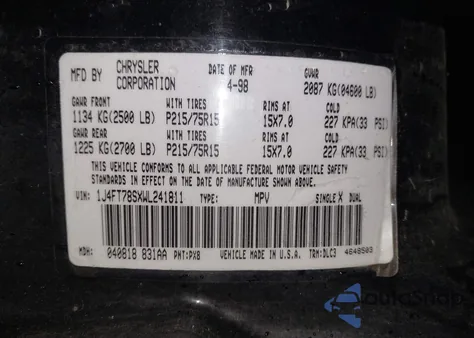 MFD BY CHRYSLER CORPORATION DATE OF MFR 4-98 GVWR 2087 KG(04600 LB)
GAWR FRONT WITH TIRES RIMS AT COLD
1134 KG(2500 LB) P215/75R15 15X7.0 227 KPA(33 PSI)
GAWR REAR WITH TIRES RIMS AT COLD
1225 KG(2700 LB) P215/75R15 15X7.0 227 KPA(33 PSI)
THIS VEHICLE CONFORMS TO ALL APPLICABLE FEDERAL MOTOR VEHICLE SAFETY
STANDARDS IN EFFECT ON THE DATE OF MANUFACTURE SHOWN ABOVE.
VIN: 1J4FT78SXWL241811 TYPE: MPV SINGLE X DUAL
MDH: 040818 831AA PNT:PX8 VEHICLE MADE IN U.S.A. TRM:DLC3 4648503
AutoSnap